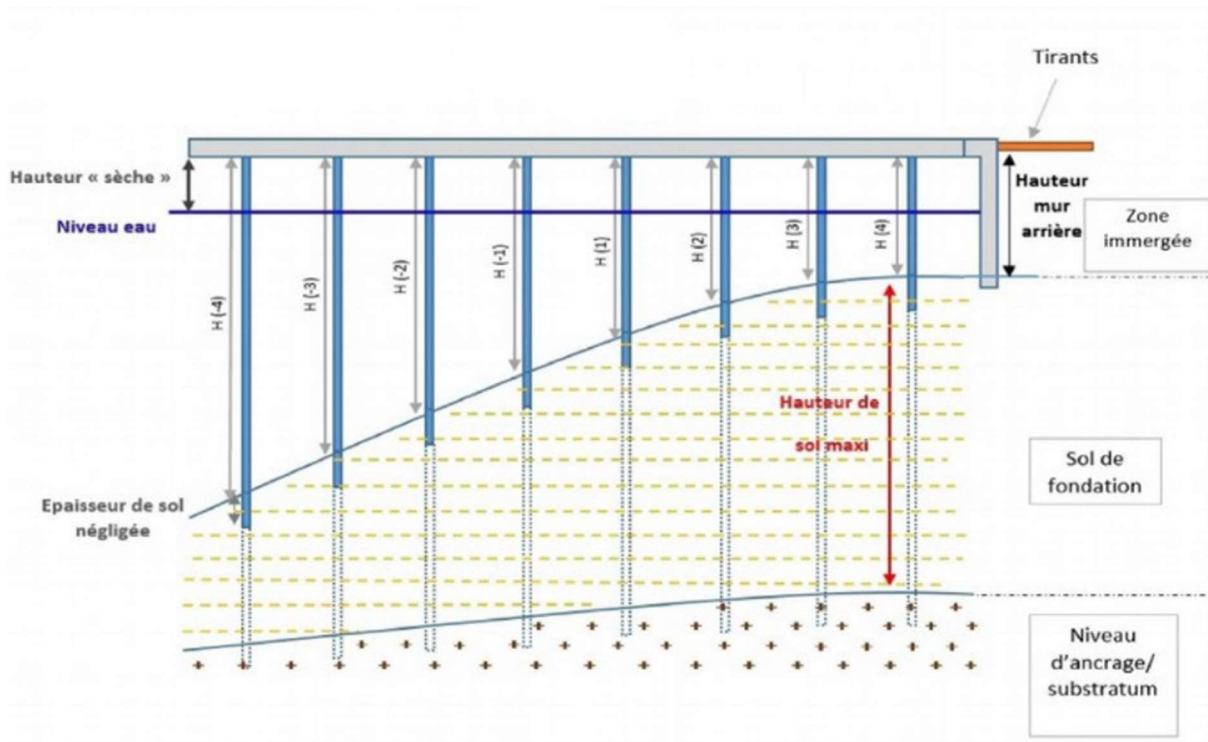 Tirants
Hauteur « sèche »
Niveau eau
Hauteur
mur
arrière
Zone
immergée
H (-4)
H (-3)
H (-2)
H (-1)
H (1)
H (2)
H (3)
H (4)
Hauteur de
sol maxi
Sol de
fondation
Epaisseur de sol
négligée
Niveau
d'ancrage/
substratum